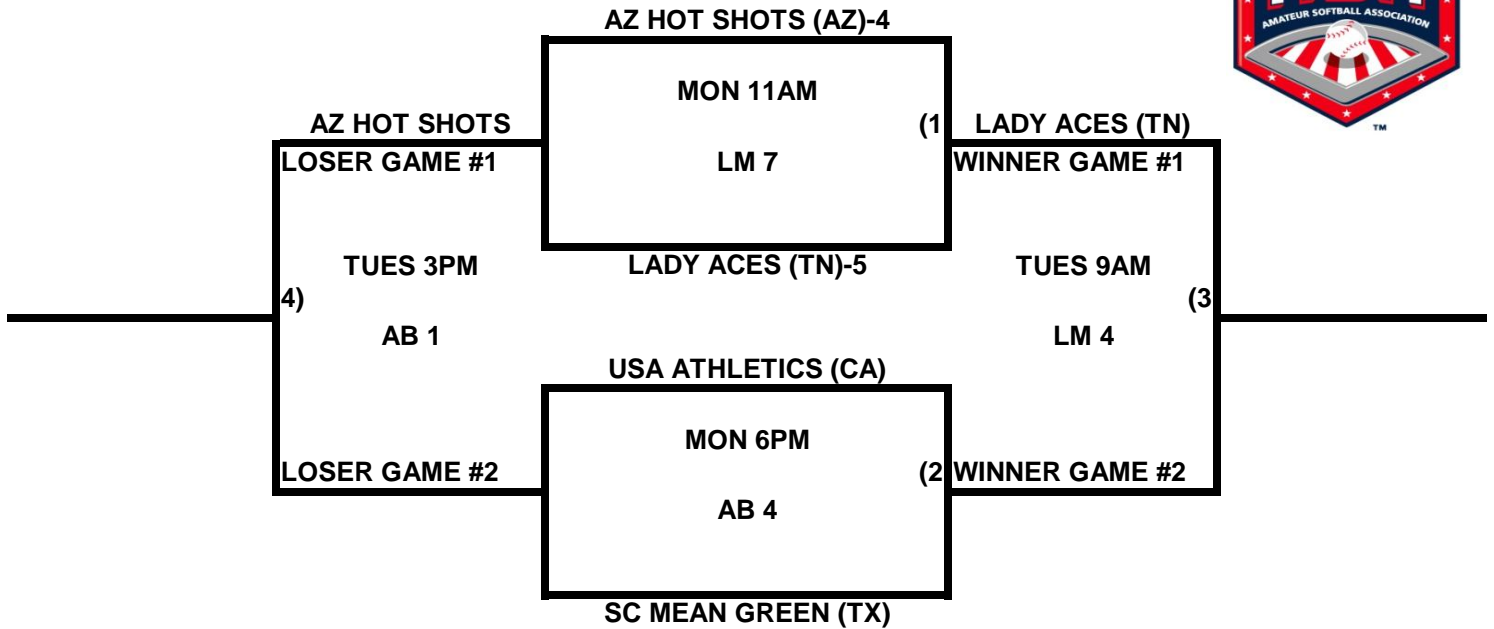 AZ HOT SHOTS (AZ)-4
AMATEUR SOFTBALL ASSOCIATION
TM
MON 11AM
AZ HOT SHOTS
(1
LADY ACES (TN)
LOSER GAME #1
LM 7
WINNER GAME #1
TUES 3PM
LADY ACES (TN)-5
TUES 9AM
4)
(3
AB 1
LM 4
USA ATHLETICS (CA)
MON 6PM
LOSER GAME #2
(2
WINNER GAME #2
AB 4
SC MEAN GREEN (TX)